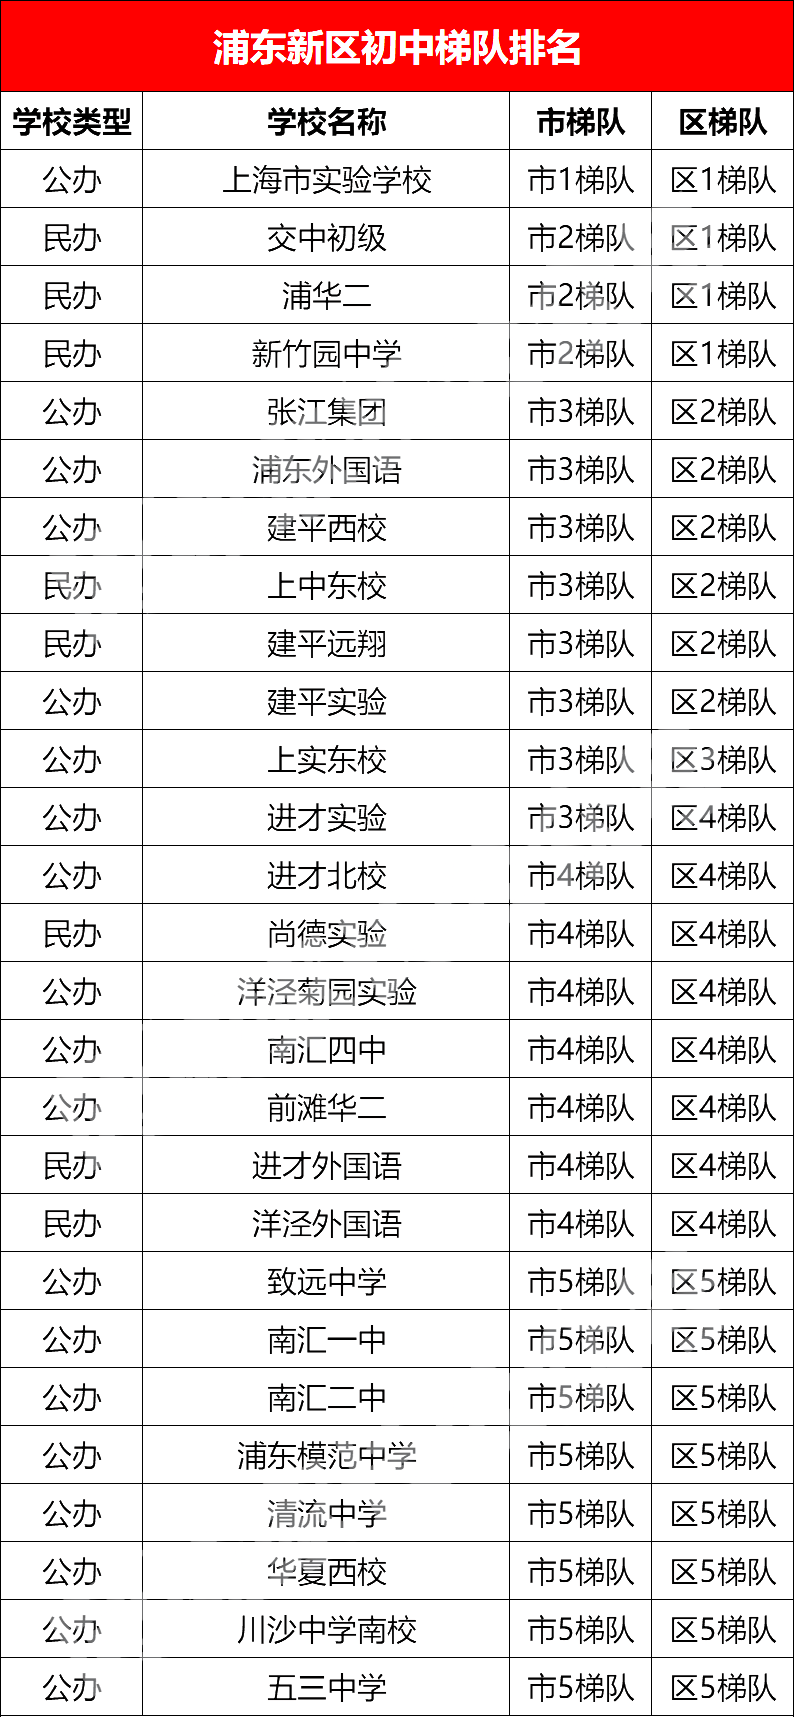 浦东新区初中梯队排名
学校类型 学校名称 市梯队 区梯队
公办 上海市实验学校 市1梯队 区1梯队
民办 交中初级 市2梯队 区1梯队
民办 浦华二 市2梯队 区1梯队
民办 新竹园中学 市2梯队 区1梯队
公办 张江集团 市3梯队 区2梯队
公办 浦东外国语 市3梯队 区2梯队
公办 建平西校 市3梯队 区2梯队
民办 上中东校 市3梯队 区2梯队
民办 建平远翔 市3梯队 区2梯队
公办 建平实验 市3梯队 区2梯队
公办 上实东校 市3梯队 区3梯队
公办 进才实验 市3梯队 区4梯队
公办 进才北校 市4梯队 区4梯队
民办 尚德实验 市4梯队 区4梯队
公办 洋泾菊园实验 市4梯队 区4梯队
公办 南汇四中 市4梯队 区4梯队
公办 前滩华二 市4梯队 区4梯队
民办 进才外国语 市4梯队 区4梯队
民办 洋泾外国语 市4梯队 区4梯队
公办 致远中学 市5梯队 区5梯队
公办 南汇一中 市5梯队 区5梯队
公办 南汇二中 市5梯队 区5梯队
公办 浦东模范中学 市5梯队 区5梯队
公办 清流中学 市5梯队 区5梯队
公办 华夏西校 市5梯队 区5梯队
公办 川沙中学南校 市5梯队 区5梯队
公办 五三中学 市5梯队 区5梯队